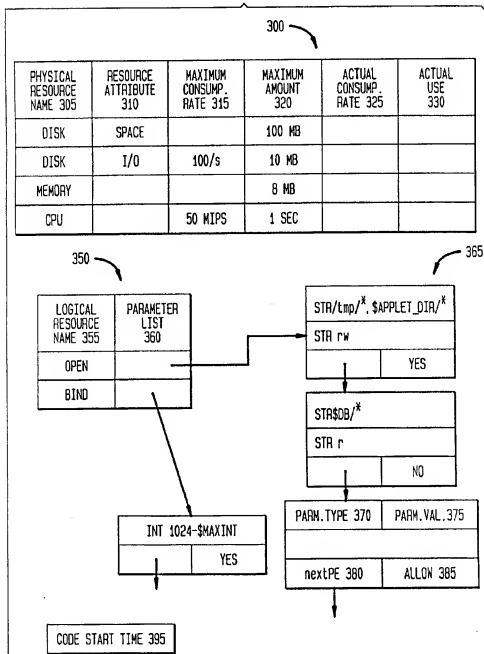 300
PHYSICAL RESOURCE NAME 305 RESOURCE ATTRIBUTE 310 MAXIMUM CONSUMP. RATE 315 MAXIMUM AMOUNT 320 ACTUAL CONSUMP. RATE 325 ACTUAL USE 330
DISK SPACE 100 MB
DISK I/O 100/s 10 MB
MEMORY 8 MB
CPU 50 MIPS 1 SEC
350
LOGICAL RESOURCE NAME 355 PARAMETER LIST 360
OPEN
BIND
365
STR/tmp/*, $APPLET_DIR/*
STR rw
YES
STR$DB/*
STR r
NO
PARM.TYPE 370 PARM.VAL.375
nextPE 380 ALLOW 385
INT 1024-$MAXINT
YES
CODE START TIME 395